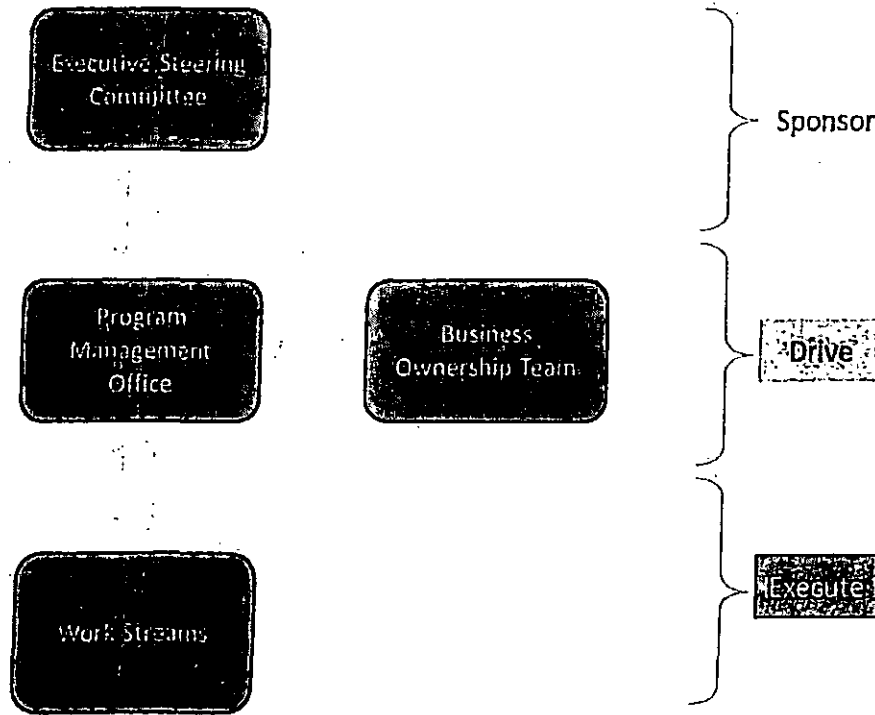 Executive Steering
Committee
Sponsor
Program
Management
Office
Business
Ownership Team
Drive
Work Streams
Execute